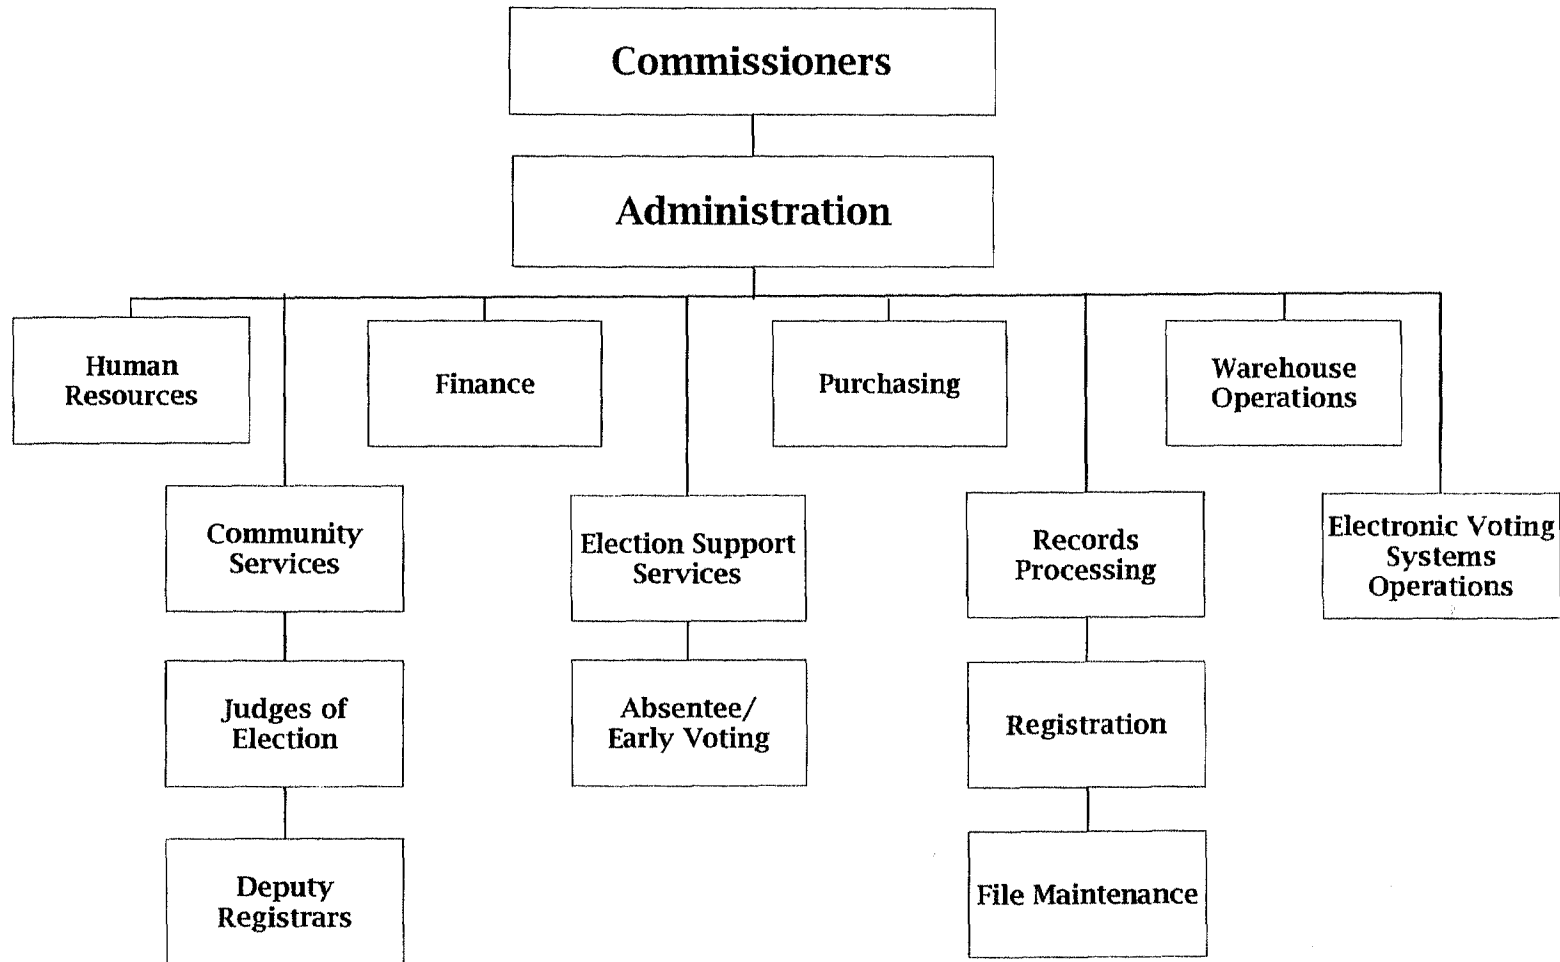 Commissioners
Administration
Human
Resources
Finance
Purchasing
Warehouse
Operations
Community
Services
Election Support
Services
Records
Processing
Electronic Voting
Systems
Operations
Judges of
Election
Absentee/
Early Voting
Registration
Deputy
Registrars
File Maintenance